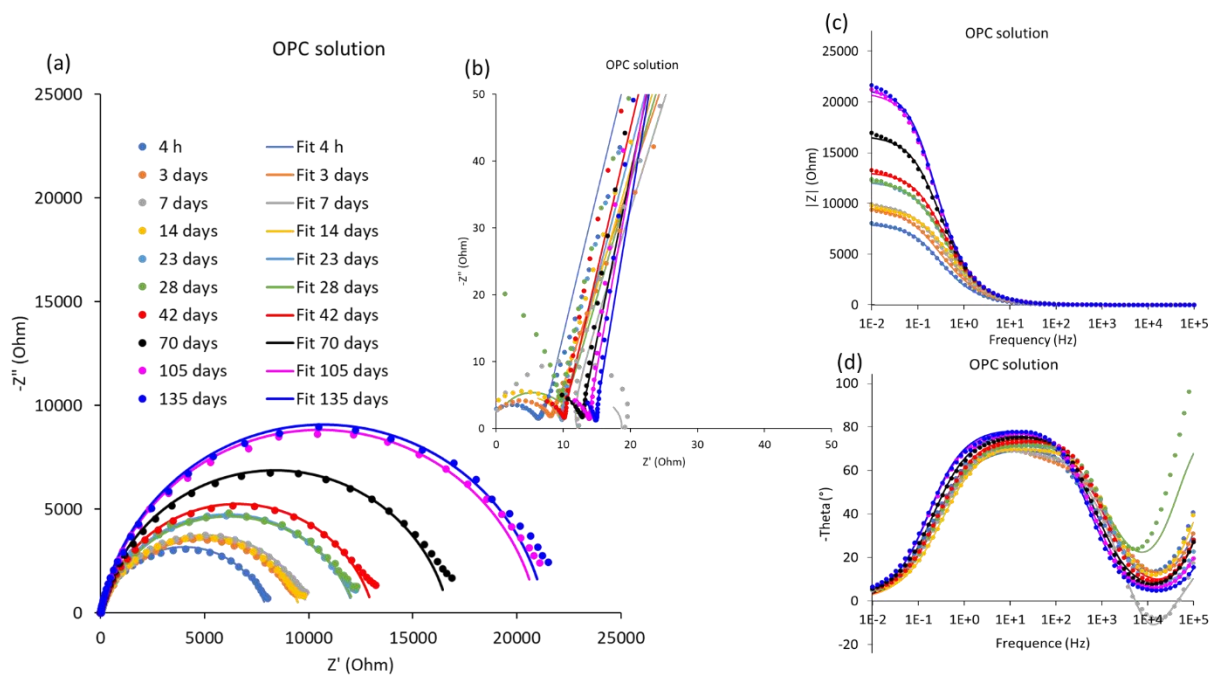 OPC solution
(a)
25000
20000
15000
10000
5000
0
-Z" (Ohm)
0 5000 10000 15000 20000 25000
Z' (Ohm)
4 h Fit 4 h
3 days Fit 3 days
7 days Fit 7 days
14 days Fit 14 days
23 days Fit 23 days
28 days Fit 28 days
42 days Fit 42 days
70 days Fit 70 days
105 days Fit 105 days
135 days Fit 135 days
(b)
OPC solution
50
40
30
20
10
0
-Z" (Ohm)
0 10 20 30 40 50
Z' (Ohm)
(c)
OPC solution
25000
20000
15000
10000
5000
0
|Z| (Ohm)
1E-2 1E-1 1E+0 1E+1 1E+2 1E+3 1E+4 1E+5
Frequency (Hz)
(d)
OPC solution
100
80
60
40
20
0
-20
-Theta (°)
1E-2 1E-1 1E+0 1E+1 1E+2 1E+3 1E+4 1E+5
Frequence (Hz)